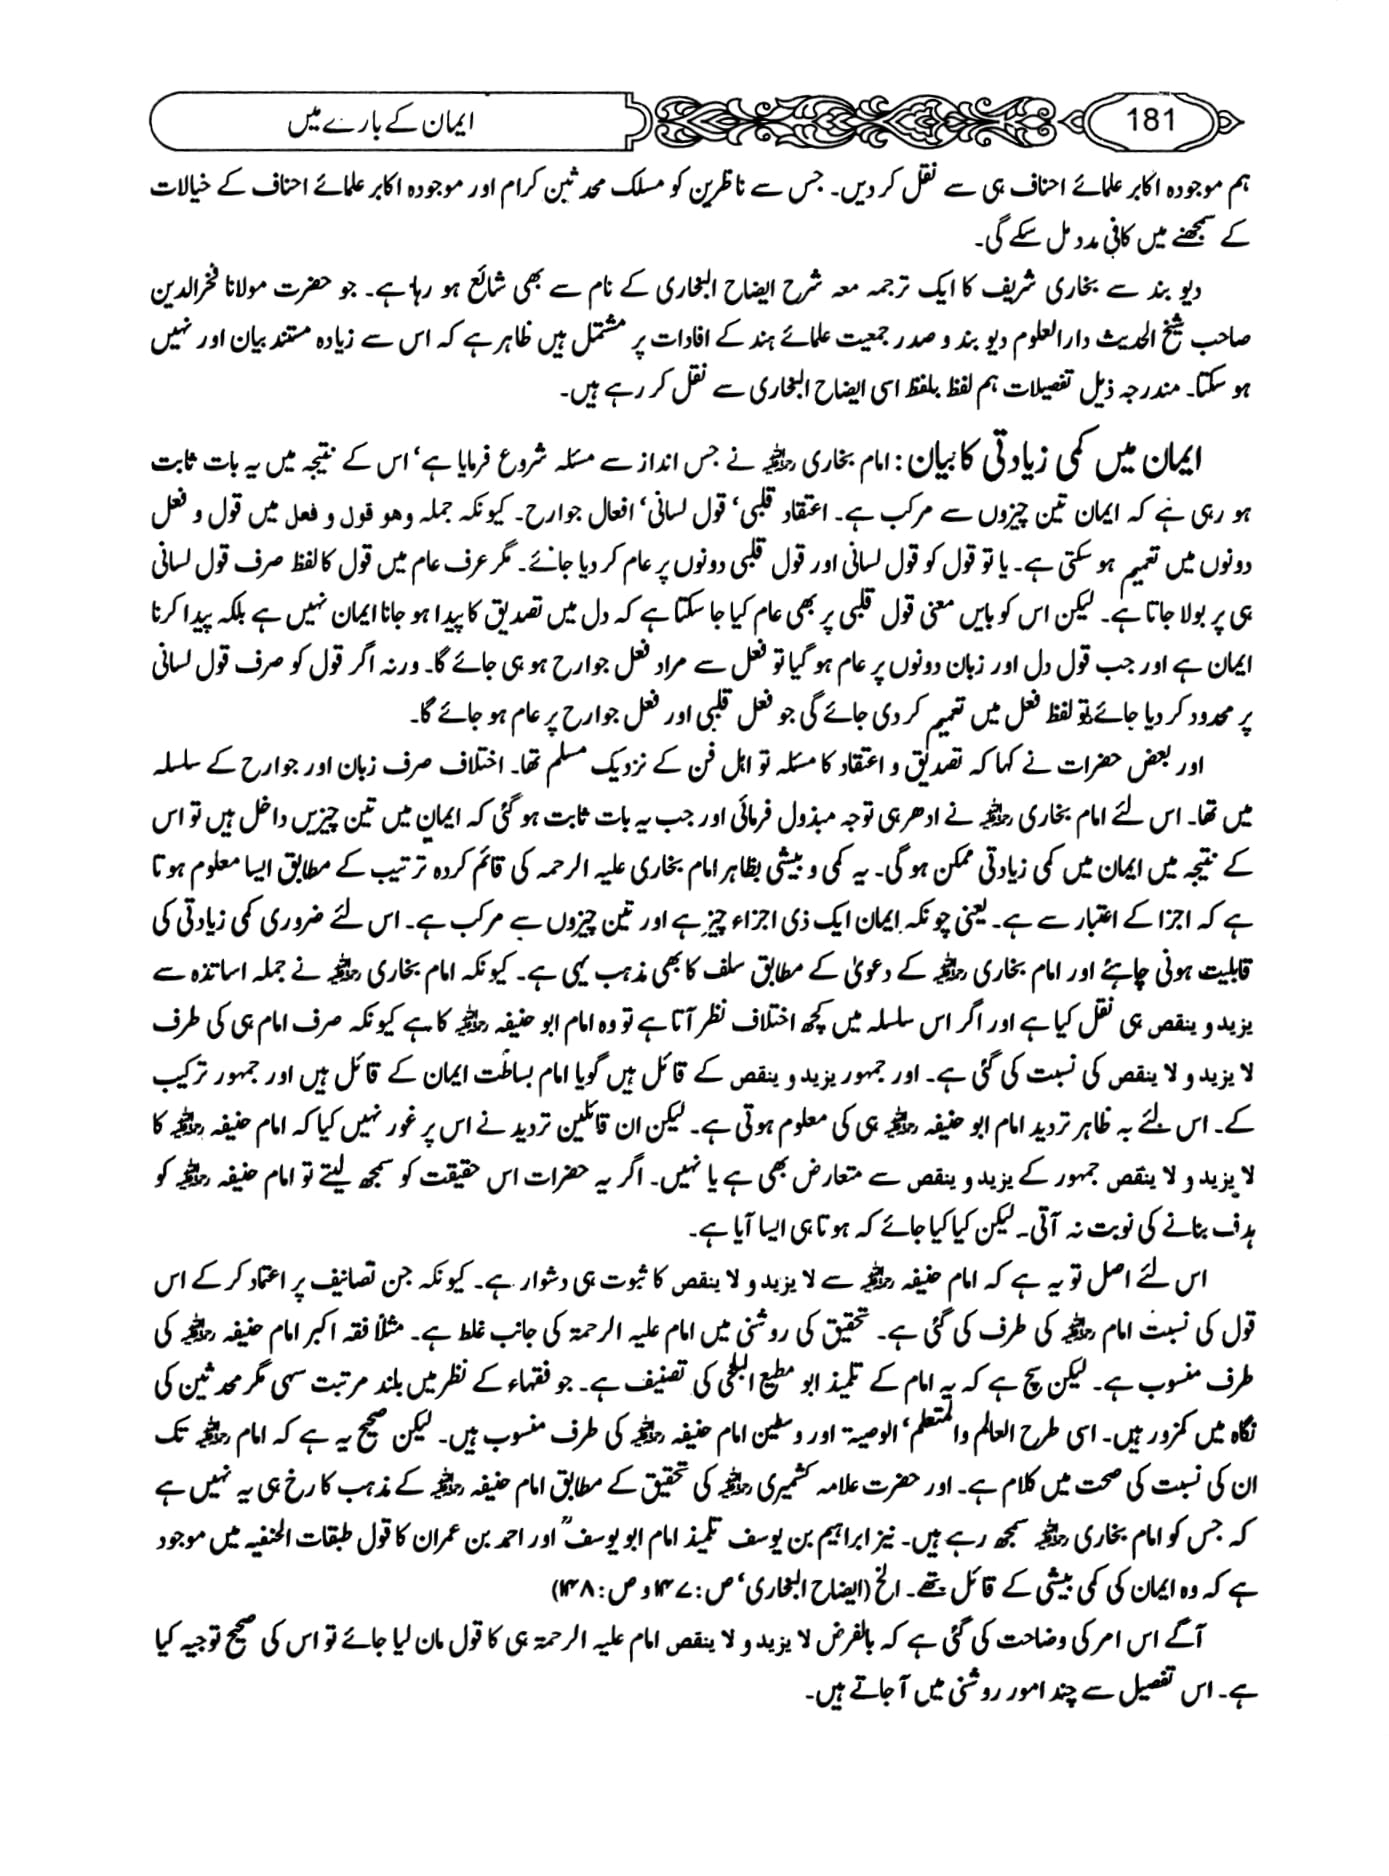 181
ایمان کے بارے میں
ہم موجودہ اکابر علمائے احناف ہی سے نقل کر دیں۔ جس سے ناظرین کو مسلک محدثین کرام اور موجودہ اکابر علمائے احناف کے خیالات
کے سمجھنے میں کافی مدد مل سکے گی۔
دیو بند سے بخاری شریف کا ایک ترجمہ معہ شرح ایضاح البخاری کے نام سے بھی شائع ہو رہا ہے۔ جو حضرت مولانا فخرالدین
صاحب شیخ الحدیث دارالعلوم دیو بند و صدر جمعیت علمائے ہند کے افادات پر مشتمل ہیں ظاہر ہے کہ اس سے زیادہ مستند بیان اور نہیں
ہو سکتا۔ مندرجہ ذیل تفصیلات ہم لفظ بلفظ اسی ایضاح البخاری سے نقل کر رہے ہیں۔
ایمان میں کمی زیادتی کا بیان : امام بخاری رحمہ اللہ نے جس انداز سے مسئلہ شروع فرمایا ہے، اس کے نتیجہ میں یہ بات ثابت
ہو رہی ہے کہ ایمان تین چیزوں سے مرکب ہے۔ اعتقاد قلبی، قول لسانی، افعال جوارح۔ کیونکہ جملہ وھو قول و فعل میں قول و فعل
دونوں میں تعمیم ہو سکتی ہے۔ یا تو قول کو قول لسانی اور قول قلبی دونوں پر عام کر دیا جائے۔ مگر عرف عام میں قول کا لفظ صرف قول لسانی
ہی پر بولا جاتا ہے۔ لیکن اس کو بایں معنی قول قلبی پر بھی عام کیا جا سکتا ہے کہ دل میں تصدیق کا پیدا ہو جانا ایمان نہیں ہے بلکہ پیدا کرنا
ایمان ہے اور جب قول دل اور زبان دونوں پر عام ہو گیا تو فعل سے مراد فعل جوارح ہو ہی جائے گا۔ ورنہ اگر قول کو صرف قول لسانی
پر محدود کر دیا جائے تو لفظ فعل میں تعمیم کر دی جائے گی جو فعل قلبی اور فعل جوارح پر عام ہو جائے گا۔
اور بعض حضرات نے کہا کہ تصدیق و اعتقاد کا مسئلہ تو اہل فن کے نزدیک مسلم تھا۔ اختلاف صرف زبان اور جوارح کے سلسلہ
میں تھا۔ اس لئے امام بخاری رحمہ اللہ نے ادھر ہی توجہ مبذول فرمائی اور جب یہ بات ثابت ہو گئی کہ ایمان میں تین چیزیں داخل ہیں تو اس
کے نتیجہ میں ایمان میں کمی زیادتی ممکن ہو گی۔ یہ کمی و بیشی بظاہر امام بخاری علیہ الرحمہ کی قائم کردہ ترتیب کے مطابق ایسا معلوم ہوتا
ہے کہ اجزا کے اعتبار سے ہے۔ یعنی چونکہ ایمان ایک ذی اجزاء چیز ہے اور تین چیزوں سے مرکب ہے۔ اس لئے ضروری کمی زیادتی کی
قابلیت ہونی چاہئے اور امام بخاری رحمہ اللہ کے دعویٰ کے مطابق سلف کا بھی مذہب یہی ہے۔ کیونکہ امام بخاری رحمہ اللہ نے جملہ اساتذہ سے
یزید و ینقص ہی نقل کیا ہے اور اگر اس سلسلہ میں کچھ اختلاف نظر آتا ہے تو وہ امام ابو حنیفہ رحمہ اللہ کا ہے کیونکہ صرف امام ہی کی طرف
لا یزید و لا ینقص کی نسبت کی گئی ہے۔ اور جمہور یزید و ینقص کے قائل ہیں گویا امام بساطت ایمان کے قائل ہیں اور جمہور ترکیب
کے۔ اس لئے بہ ظاہر تردید امام ابو حنیفہ رحمہ اللہ ہی کی معلوم ہوتی ہے۔ لیکن ان قائلین تردید نے اس پر غور نہیں کیا کہ امام حنیفہ رحمہ اللہ کا
لا یزید و لا ینقص جمہور کے یزید و ینقص سے متعارض بھی ہے یا نہیں۔ اگر یہ حضرات اس حقیقت کو سمجھ لیتے تو امام حنیفہ رحمہ اللہ کو
ہدف بنانے کی نوبت نہ آتی۔ لیکن کیا کیا جائے کہ ہوتا ہی ایسا آیا ہے۔
اس لئے اصل تو یہ ہے کہ امام حنیفہ رحمہ اللہ سے لا یزید و لا ینقص کا ثبوت ہی دشوار ہے۔ کیونکہ جن تصانیف پر اعتماد کر کے اس
قول کی نسبت امام رحمہ اللہ کی طرف کی گئی ہے۔ تحقیق کی روشنی میں امام علیہ الرحمۃ کی جانب غلط ہے۔ مثلاً فقہ اکبر امام حنیفہ رحمہ اللہ کی
طرف منسوب ہے۔ لیکن سچ ہے کہ یہ امام کے تلمیذ ابو مطیع البلخی کی تصنیف ہے۔ جو فقہاء کے نظر میں بلند مرتبت سہی مگر محدثین کی
نگاہ میں کمزور ہیں۔ اسی طرح العالم والمتعلم، الوصیۃ اور وسطین امام حنیفہ رحمہ اللہ کی طرف منسوب ہیں۔ لیکن صحیح یہ ہے کہ امام رحمہ اللہ تک
ان کی نسبت کی صحت میں کلام ہے۔ اور حضرت علامہ کشمیری رحمہ اللہ کی تحقیق کے مطابق امام حنیفہ رحمہ اللہ کے مذہب کا رخ ہی یہ نہیں ہے
کہ جس کو امام بخاری رحمہ اللہ سمجھ رہے ہیں۔ نیز ابراہیم بن یوسف تلمیذ امام ابو یوسفؒ اور احمد بن عمران کا قول طبقات الحنفیہ میں موجود
ہے کہ وہ ایمان کی کمی بیشی کے قائل تھے۔ الخ (ایضاح البخاری، ص : ۱۴۷ و ص : ۱۴۸)
آگے اس امر کی وضاحت کی گئی ہے کہ بالفرض لا یزید و لا ینقص امام علیہ الرحمۃ ہی کا قول مان لیا جائے تو اس کی صحیح توجیہ کیا
ہے۔ اس تفصیل سے چند امور روشنی میں آ جاتے ہیں۔